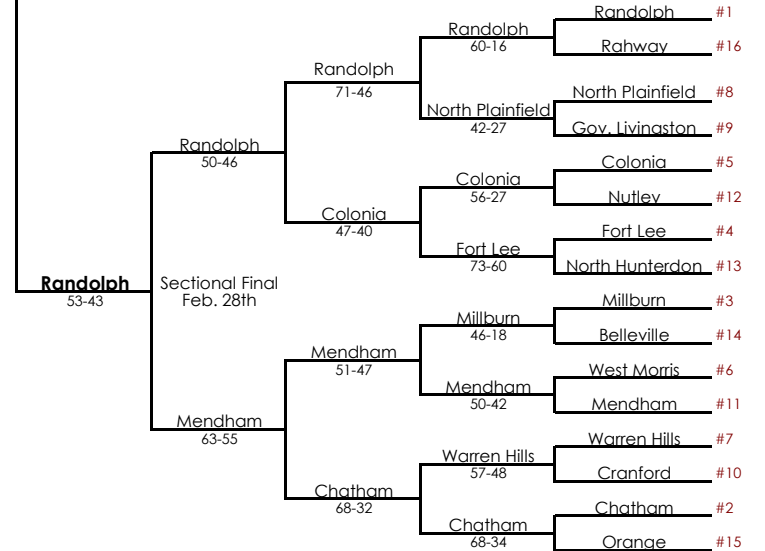 Randolph #1
Randolph
60-16
Rahway #16
Randolph
71-46
North Plainfield #8
North Plainfield
42-27
Gov. Livingston #9
Randolph
50-46
Colonia #5
Colonia
56-27
Nutley #12
Colonia
47-40
Fort Lee #4
Fort Lee
73-60
North Hunterdon #13
Randolph
53-43
Sectional Final
Feb. 28th
Millburn #3
Millburn
46-18
Belleville #14
Mendham
51-47
West Morris #6
Mendham
50-42
Mendham #11
Mendham
63-55
Warren Hills #7
Warren Hills
57-48
Cranford #10
Chatham
68-32
Chatham #2
Chatham
68-34
Orange #15